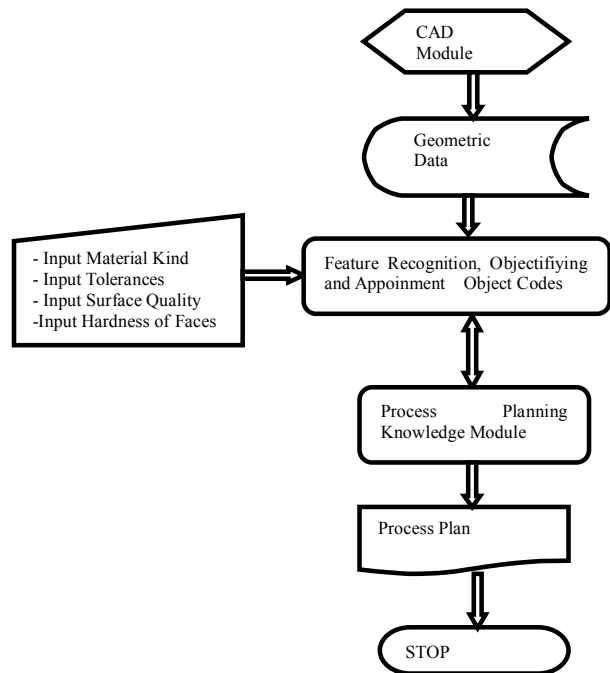 CAD
Module
Geometric
Data
- Input Material Kind
- Input Tolerances
- Input Surface Quality
-Input Hardness of Faces
Feature Recognition, Objectifiying
and Appoinment Object Codes
Process Planning
Knowledge Module
Process Plan
STOP